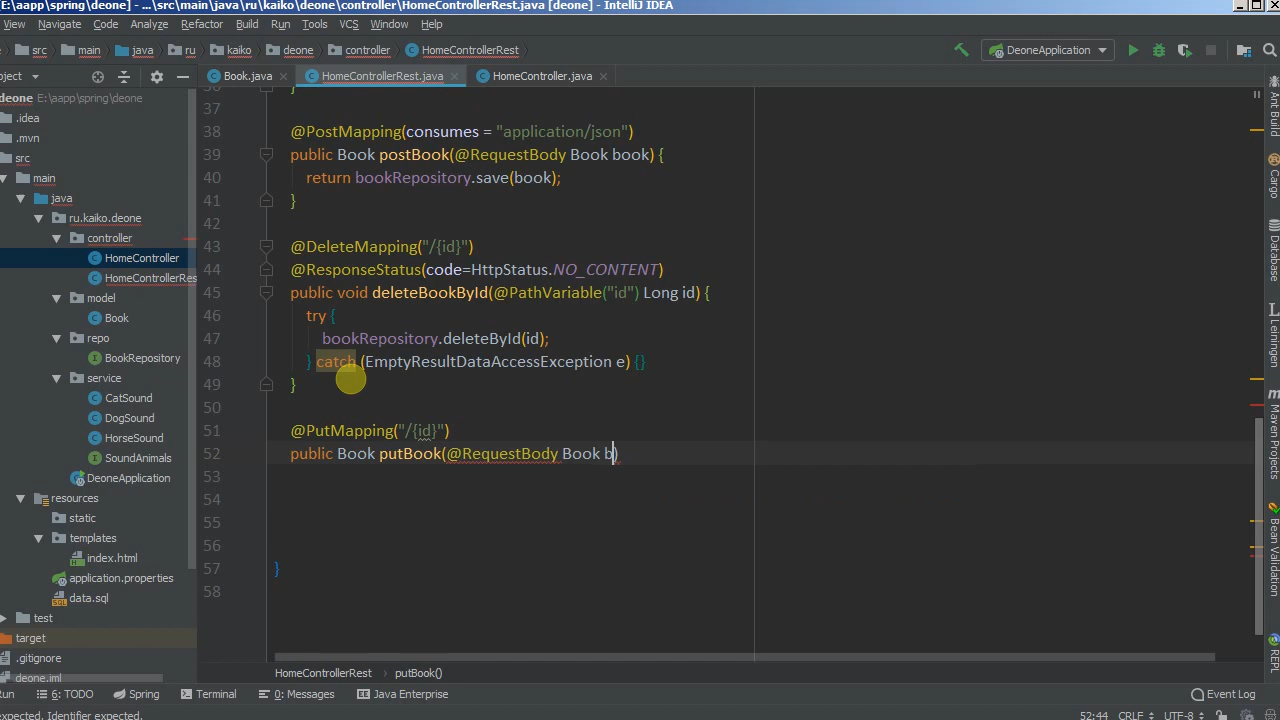 E:\aapp\spring\deone] - ...\src\main\java\ru\kaiko\deone\controller\HomeControllerRest.java [deone] - IntelliJ IDEA
View Navigate Code Analyze Refactor Build Run Tools VCS Window Help
src main java ru kaiko deone controller HomeControllerRest DeoneApplication
oject Book.java HomeControllerRest.java HomeController.java
deone E:\aapp\spring\deone
.idea
.mvn
src
main
java
ru.kaiko.deone
controller
HomeController
HomeControllerRes
model
Book
repo
BookRepository
service
CatSound
DogSound
HorseSound
SoundAnimals
DeoneApplication
resources
static
templates
index.html
application.properties
data.sql
test
target
.gitignore
deone.iml
36 }
37
38 @PostMapping(consumes = "application/json")
39 public Book postBook(@RequestBody Book book) {
40 return bookRepository.save(book);
41 }
42
43 @DeleteMapping("/{id}")
44 @ResponseStatus(code=HttpStatus.NO_CONTENT)
45 public void deleteBookById(@PathVariable("id") Long id) {
46 try {
47 bookRepository.deleteById(id);
48 } catch (EmptyResultDataAccessException e) {}
49 }
50
51 @PutMapping("/{id}")
52 public Book putBook(@RequestBody Book b)
53
54
55
56
57 }
58
HomeControllerRest putBook()
Ant Build
Cargo
Database
Leiningen
Maven Projects
Bean Validation
REPL
Run 6: TODO Spring Terminal 0: Messages Java Enterprise Event Log
expected. Identifier expected. 52:44 CRLF UTF-8